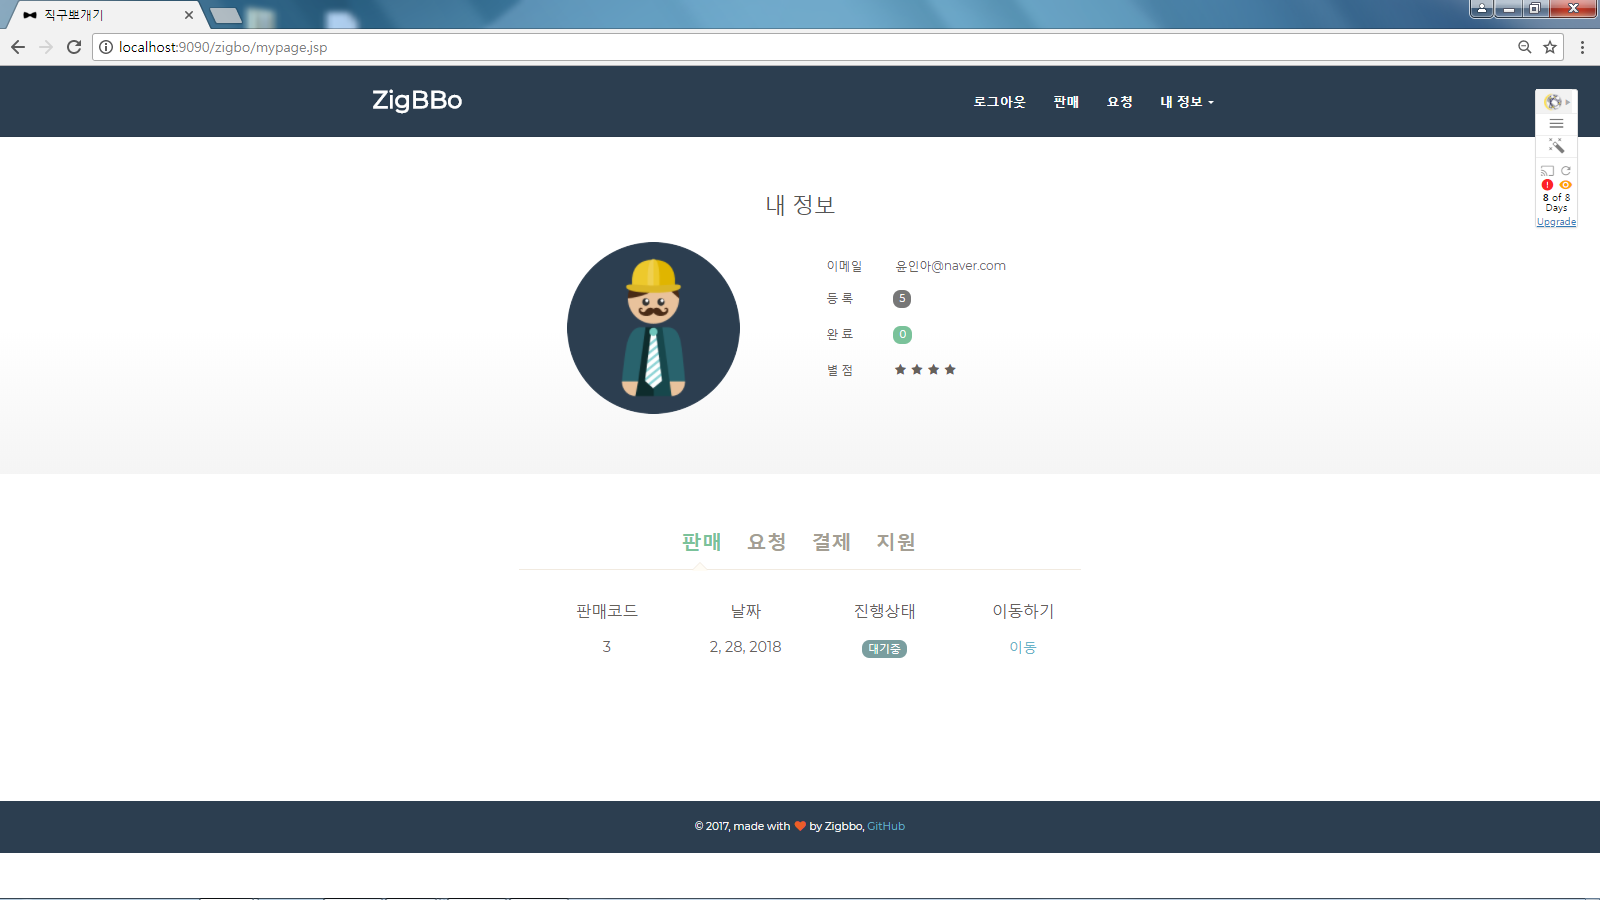 직구뽀개기
localhost:9090/zigbo/mypage.jsp
ZigBBo
로그아웃 판매 요청 내 정보
8 of 8
Days
Upgrade
내 정보
이메일 윤인아@naver.com
등 록 5
완 료 0
별 점 ★ ★ ★ ★
판매 요청 결제 지원
판매코드 날짜 진행상태 이동하기
3 2, 28, 2018 대기중 이동
© 2017, made with ❤ by Zigbbo, GitHub